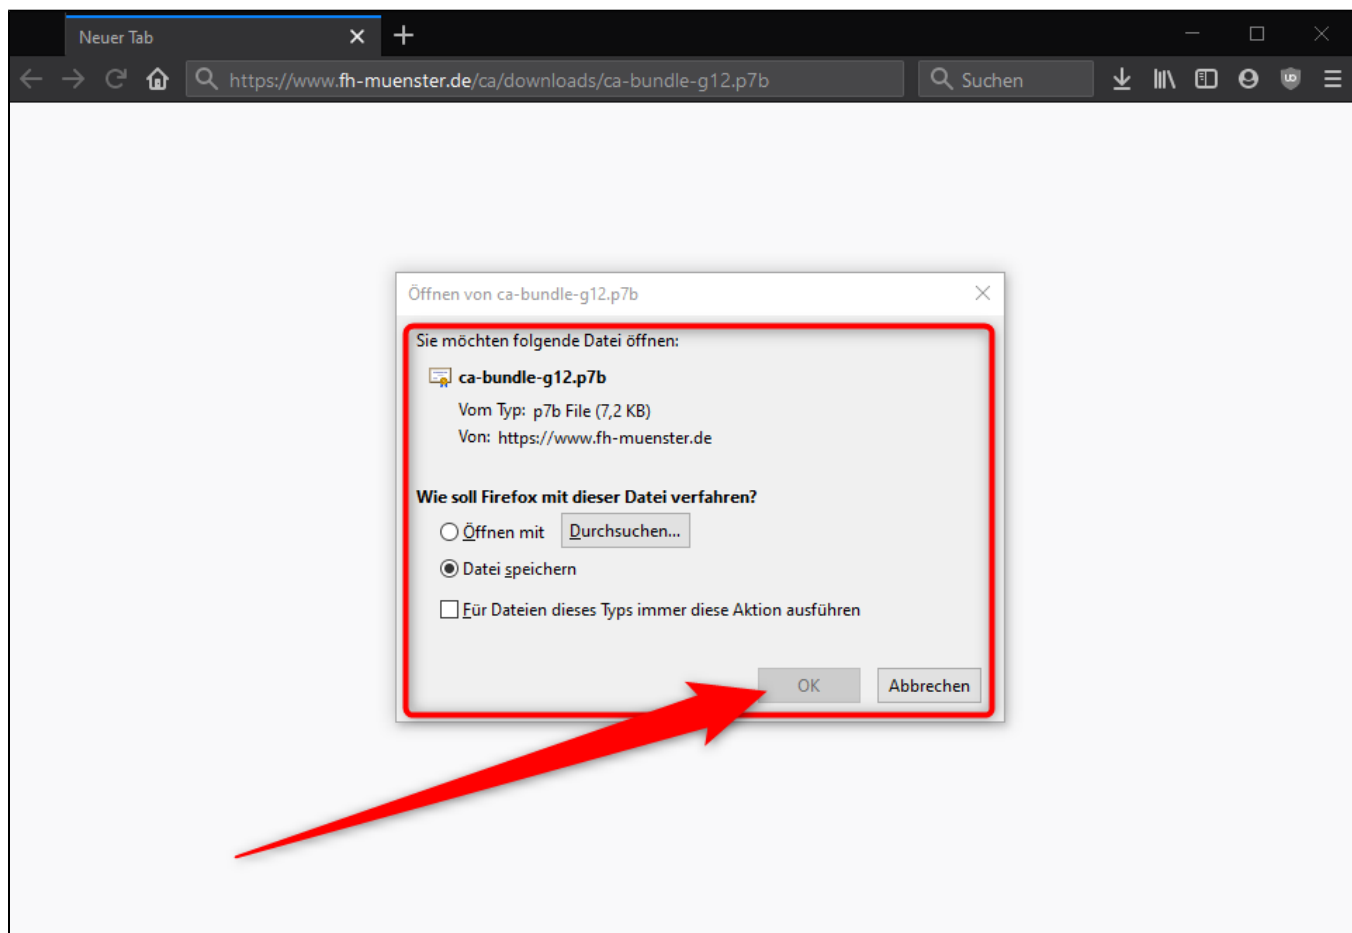 Neuer Tab
https://www.fh-muenster.de/ca/downloads/ca-bundle-g12.p7b
Suchen
Öffnen von ca-bundle-g12.p7b
Sie möchten folgende Datei öffnen:
ca-bundle-g12.p7b
Vom Typ: p7b File (7,2 KB)
Von: https://www.fh-muenster.de
Wie soll Firefox mit dieser Datei verfahren?
Öffnen mit Durchsuchen...
Datei speichern
Für Dateien dieses Typs immer diese Aktion ausführen
OK Abbrechen